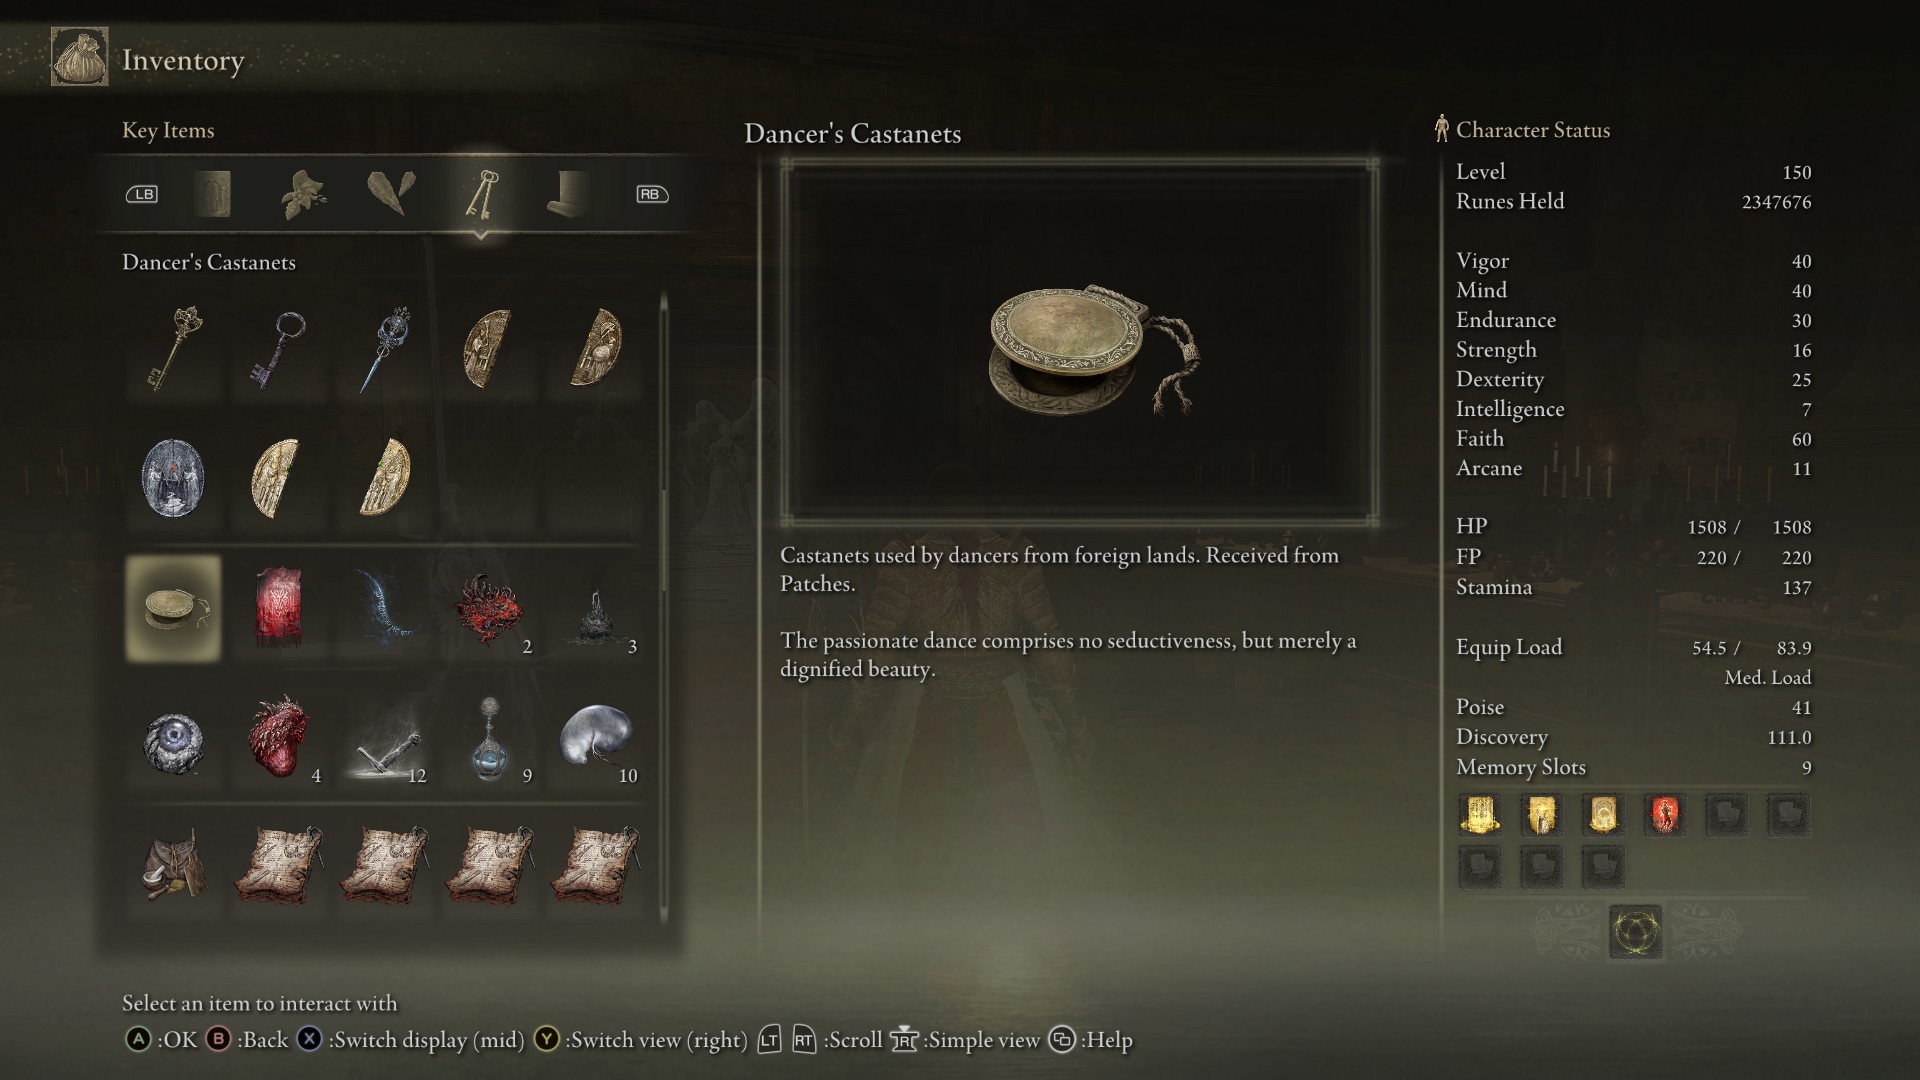 Inventory
Key Items
LB
RB
Dancer's Castanets
2
3
4
12
9
10
Dancer's Castanets
Castanets used by dancers from foreign lands. Received from
Patches.
The passionate dance comprises no seductiveness, but merely a
dignified beauty.
Character Status
Level 150
Runes Held 2347676
Vigor 40
Mind 40
Endurance 30
Strength 16
Dexterity 25
Intelligence 7
Faith 60
Arcane 11
HP 1508 / 1508
FP 220 / 220
Stamina 137
Equip Load 54.5 / 83.9
Med. Load
Poise 41
Discovery 111.0
Memory Slots 9
Select an item to interact with
A :OK B :Back X :Switch display (mid) Y :Switch view (right) LT RT :Scroll R :Simple view :Help